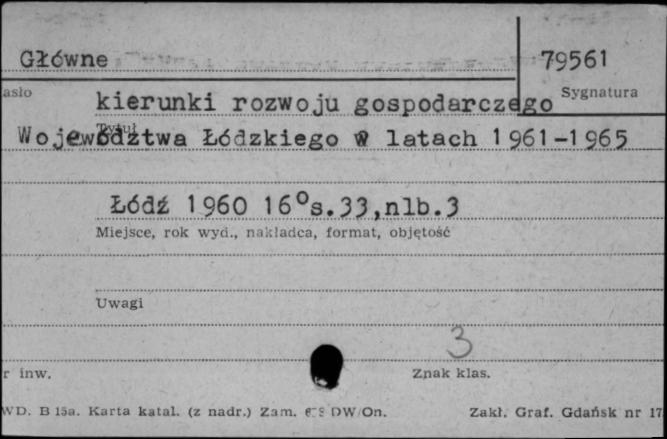 Główne 79561
asło Sygnatura
kierunki rozwoju gospodarczego
Tytuł
Województwa Łódzkiego w latach 1961-1965
Łódź 1960 16°s.33,nlb.3
Miejsce, rok wyd., nakładca, format, objętość
Uwagi
3
r inw. Znak klas.
WD. B 15a. Karta katal. (z nadr.) Zam. DW/On. Zakł. Graf. Gdańsk nr 17